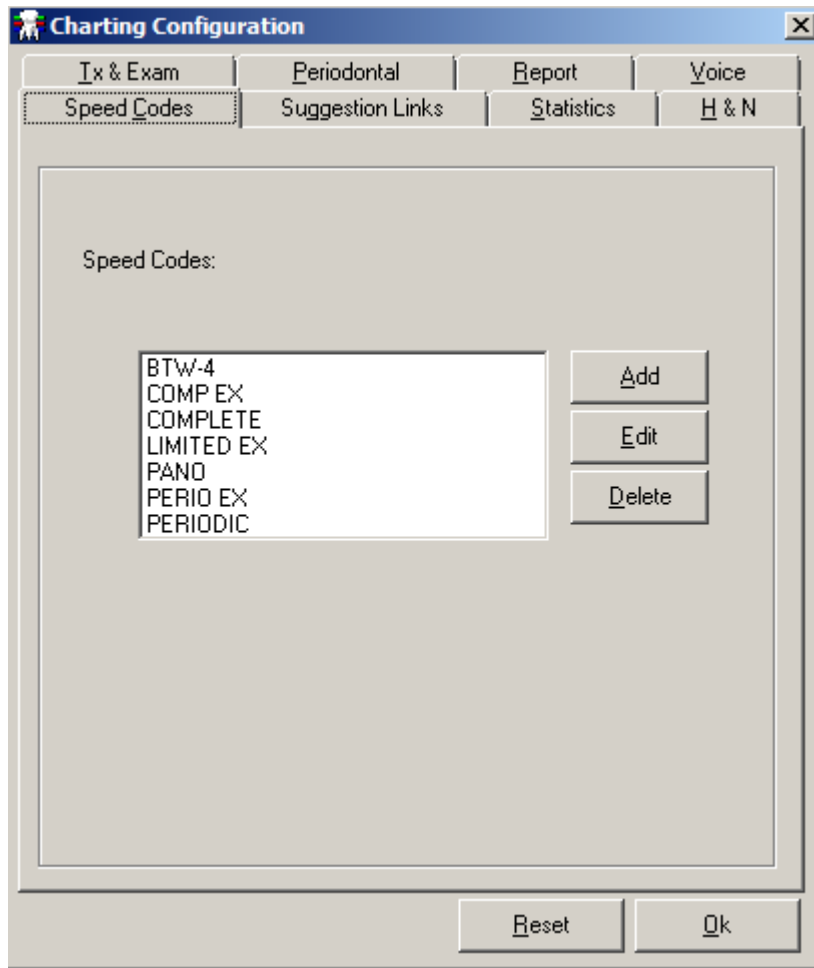 Charting Configuration
Tx & Exam Periodontal Report Voice
Speed Codes Suggestion Links Statistics H & N
Speed Codes:
BTW-4
COMP EX
COMPLETE
LIMITED EX
PANO
PERIO EX
PERIODIC
Add
Edit
Delete
Reset Ok